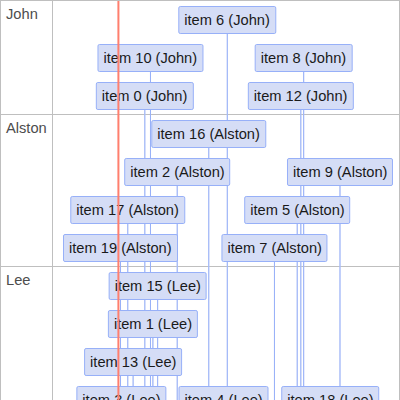 John
item 6 (John)
item 10 (John)
item 8 (John)
item 0 (John)
item 12 (John)
Alston
item 16 (Alston)
item 2 (Alston)
item 9 (Alston)
item 17 (Alston)
item 5 (Alston)
item 19 (Alston)
item 7 (Alston)
Lee
item 15 (Lee)
item 1 (Lee)
item 13 (Lee)
item 3 (Lee)
item 4 (Lee)
item 18 (Lee)